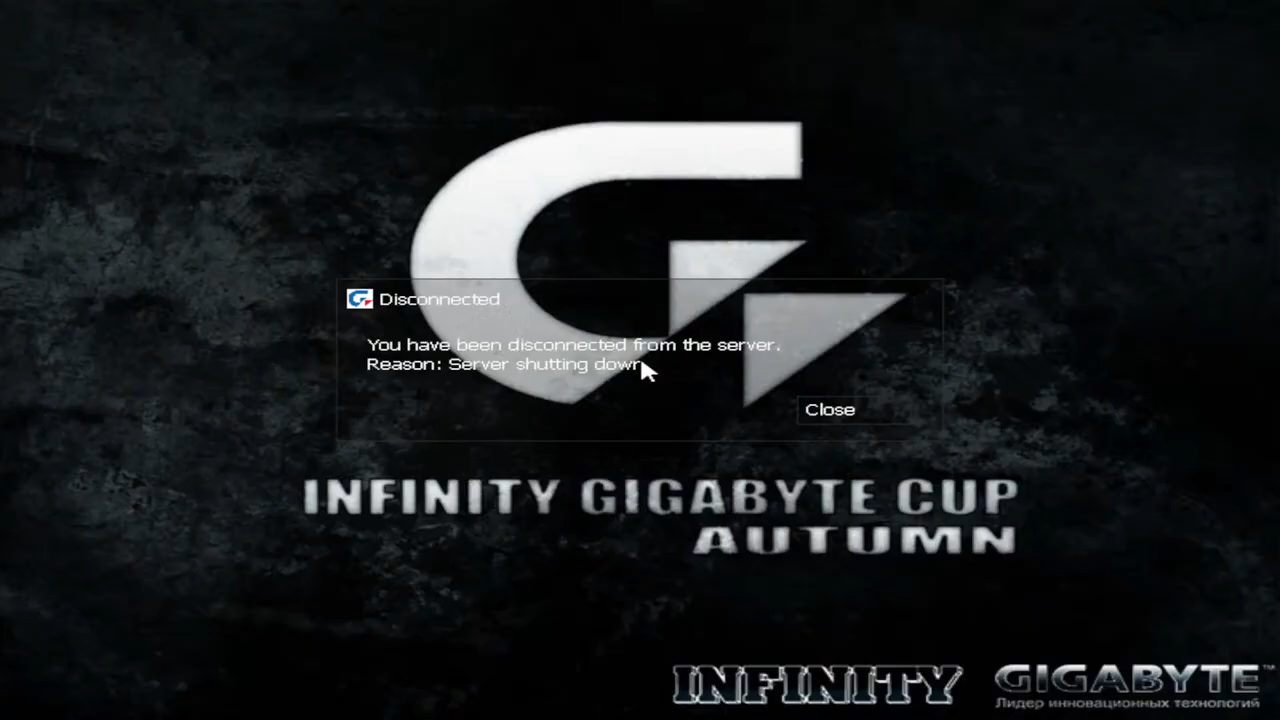 Disconnected
You have been disconnected from the server.
Reason: Server shutting down
Close
INFINITY GIGABYTE CUP
AUTUMN
INFINITY GIGABYTE™
Лидер инновационных технологий